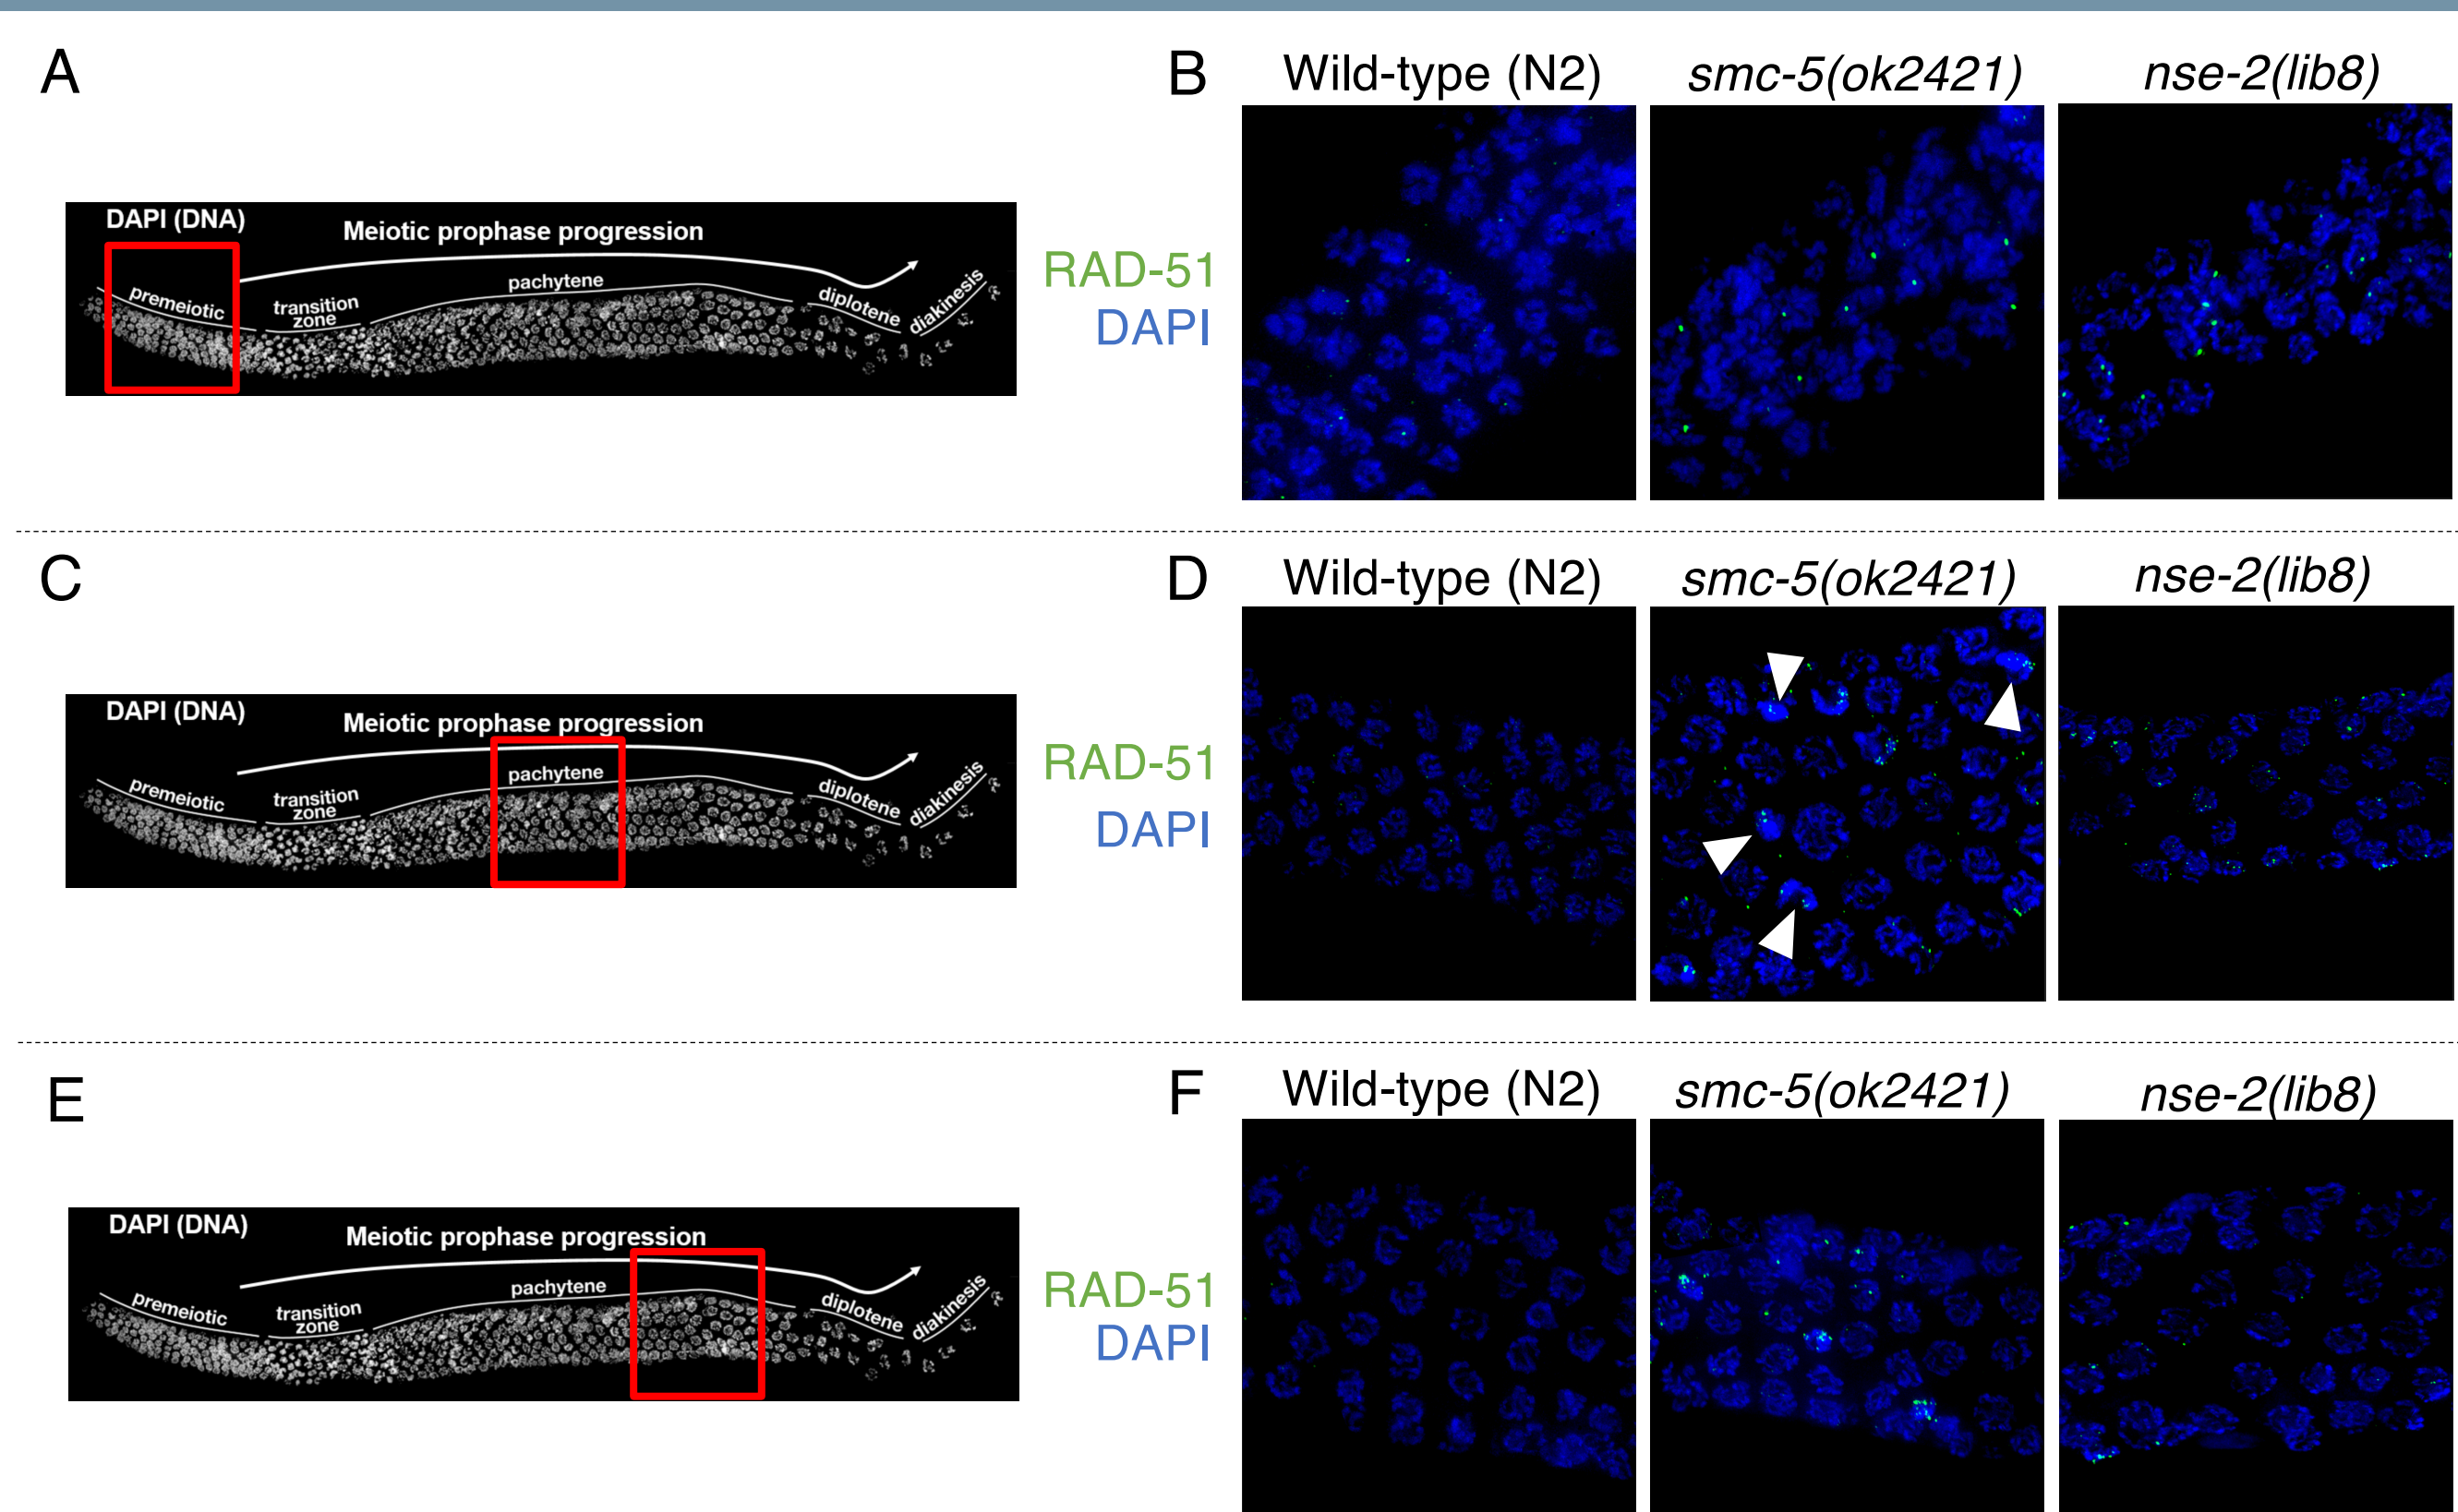 A
DAPI (DNA)
Meiotic prophase progression
premeiotic
transition
zone
pachytene
diplotene
diakinesis
B
Wild-type (N2)
smc-5(ok2421)
nse-2(lib8)
RAD-51
DAPI
C
DAPI (DNA)
Meiotic prophase progression
premeiotic
transition
zone
pachytene
diplotene
diakinesis
D
Wild-type (N2)
smc-5(ok2421)
nse-2(lib8)
RAD-51
DAPI
E
DAPI (DNA)
Meiotic prophase progression
premeiotic
transition
zone
pachytene
diplotene
diakinesis
F
Wild-type (N2)
smc-5(ok2421)
nse-2(lib8)
RAD-51
DAPI